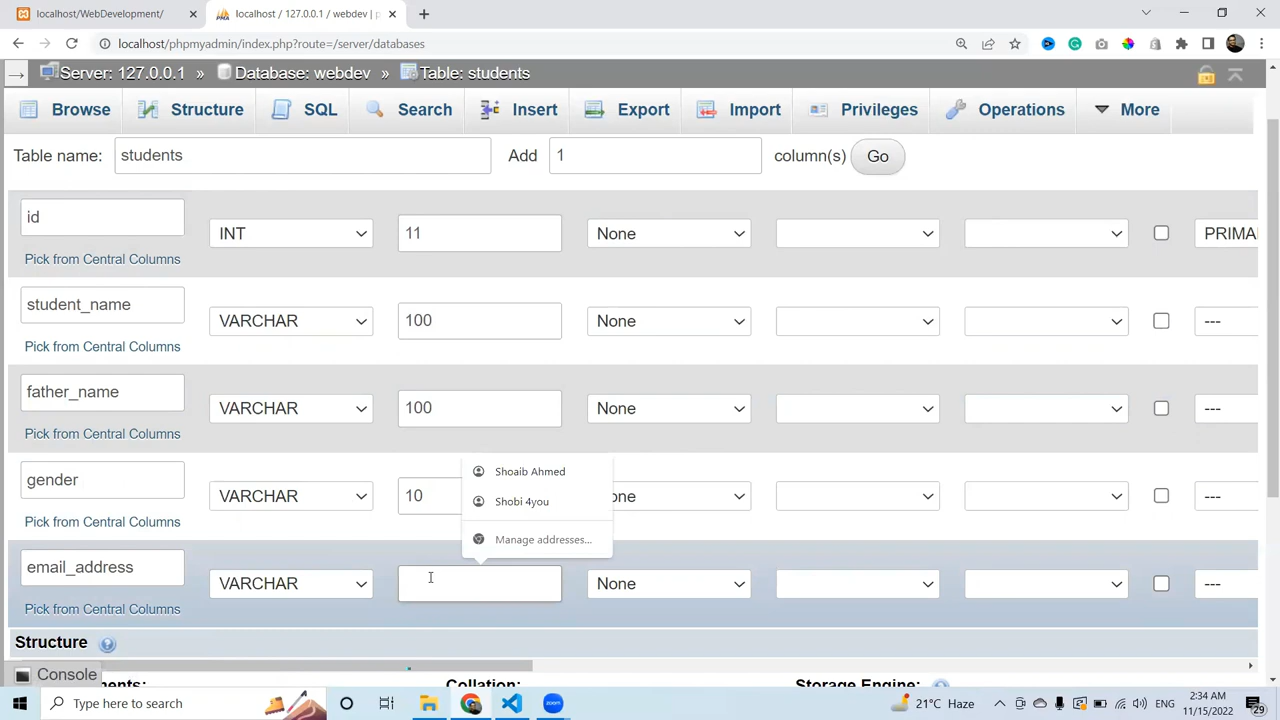 localhost/WebDevelopment/
localhost / 127.0.0.1 / webdev | p
localhost/phpmyadmin/index.php?route=/server/databases
Server: 127.0.0.1 » Database: webdev » Table: students
Browse Structure SQL Search Insert Export Import Privileges Operations More
Table name: students Add 1 column(s) Go
id INT 11 None PRIMA
Pick from Central Columns
student_name VARCHAR 100 None ---
Pick from Central Columns
father_name VARCHAR 100 None ---
Pick from Central Columns
Shoaib Ahmed
gender VARCHAR 10 one ---
Shobi 4you
Pick from Central Columns
Manage addresses...
email_address VARCHAR None ---
Pick from Central Columns
Structure
Console
ments: Collation: Storage Engine:
Type here to search
zoom
21°C Haze
ENG
2:34 AM
11/15/2022
29